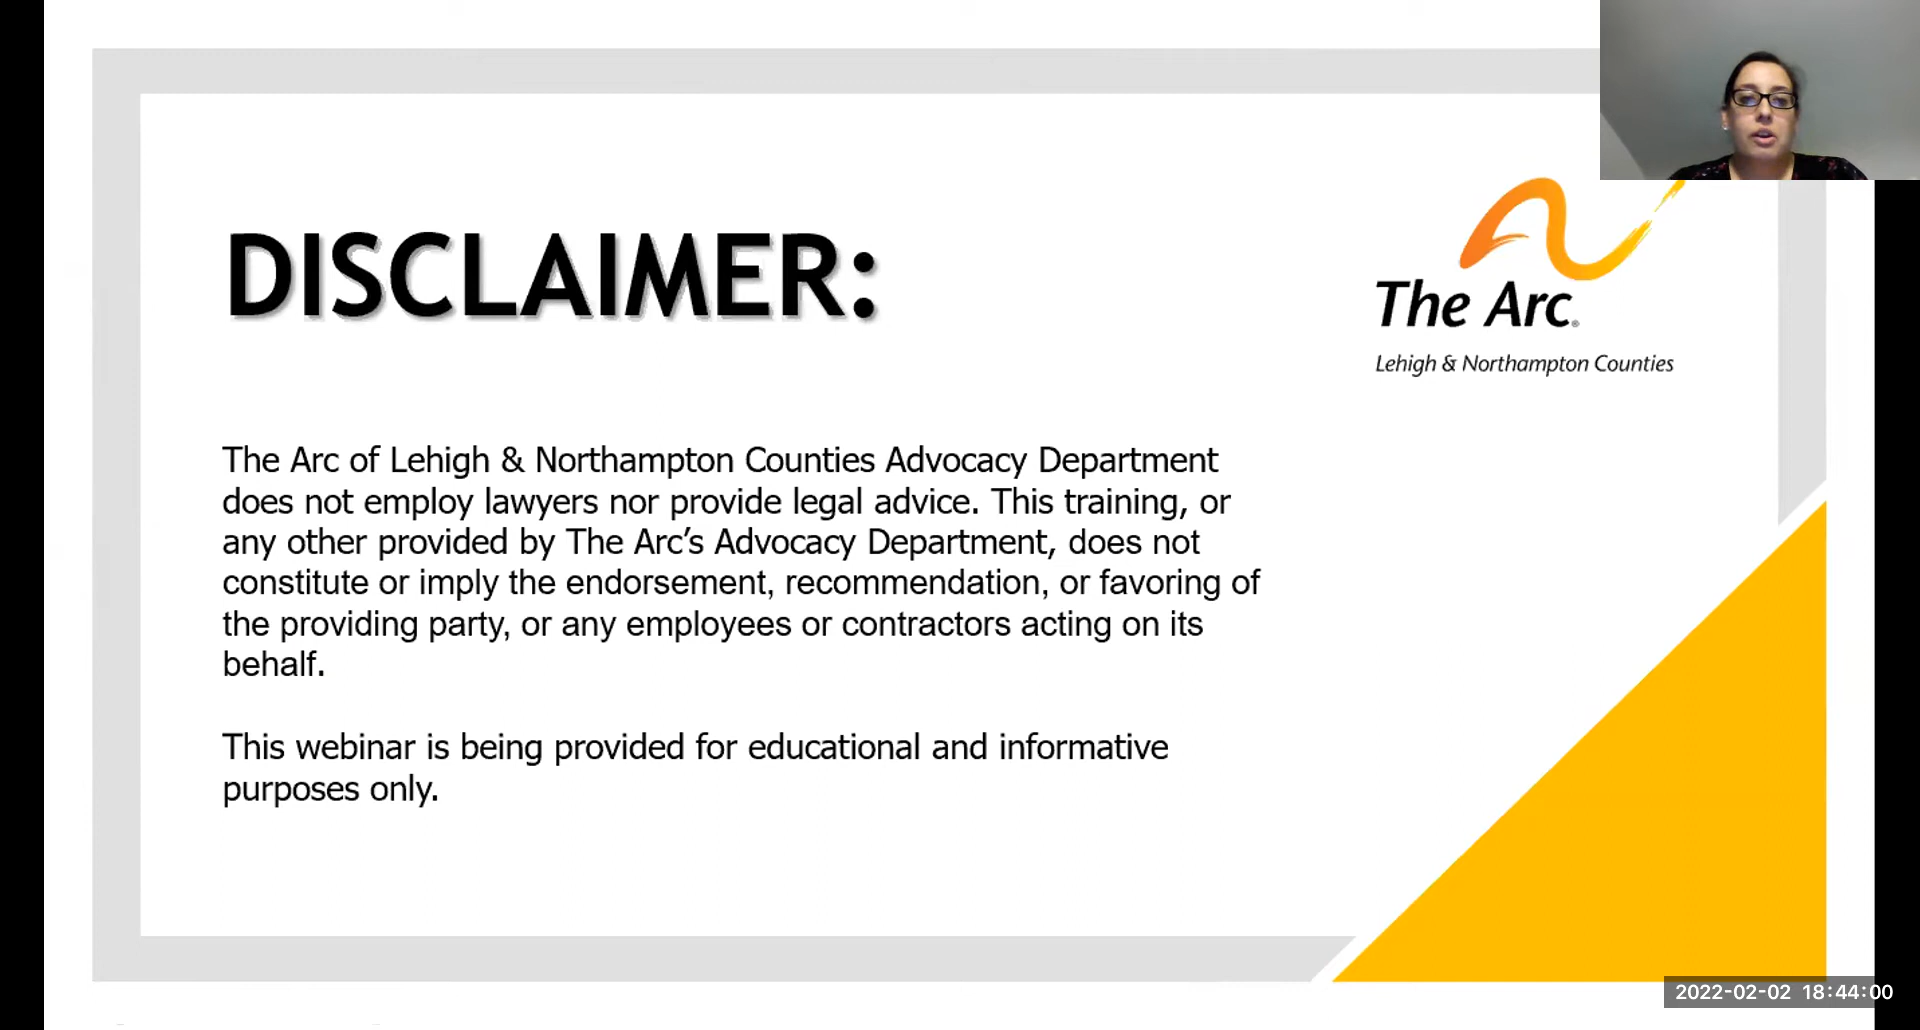 DISCLAIMER:
The Arc®
Lehigh & Northampton Counties
The Arc of Lehigh & Northampton Counties Advocacy Department
does not employ lawyers nor provide legal advice. This training, or
any other provided by The Arc’s Advocacy Department, does not
constitute or imply the endorsement, recommendation, or favoring of
the providing party, or any employees or contractors acting on its
behalf.
This webinar is being provided for educational and informative
purposes only.
2022-02-02 18:44:00